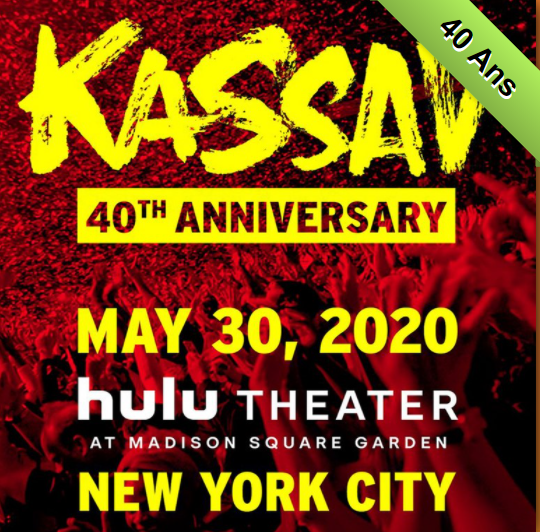 KASSAV
40 Ans
40TH ANNIVERSARY
MAY 30, 2020
hulu THEATER
AT MADISON SQUARE GARDEN
NEW YORK CITY